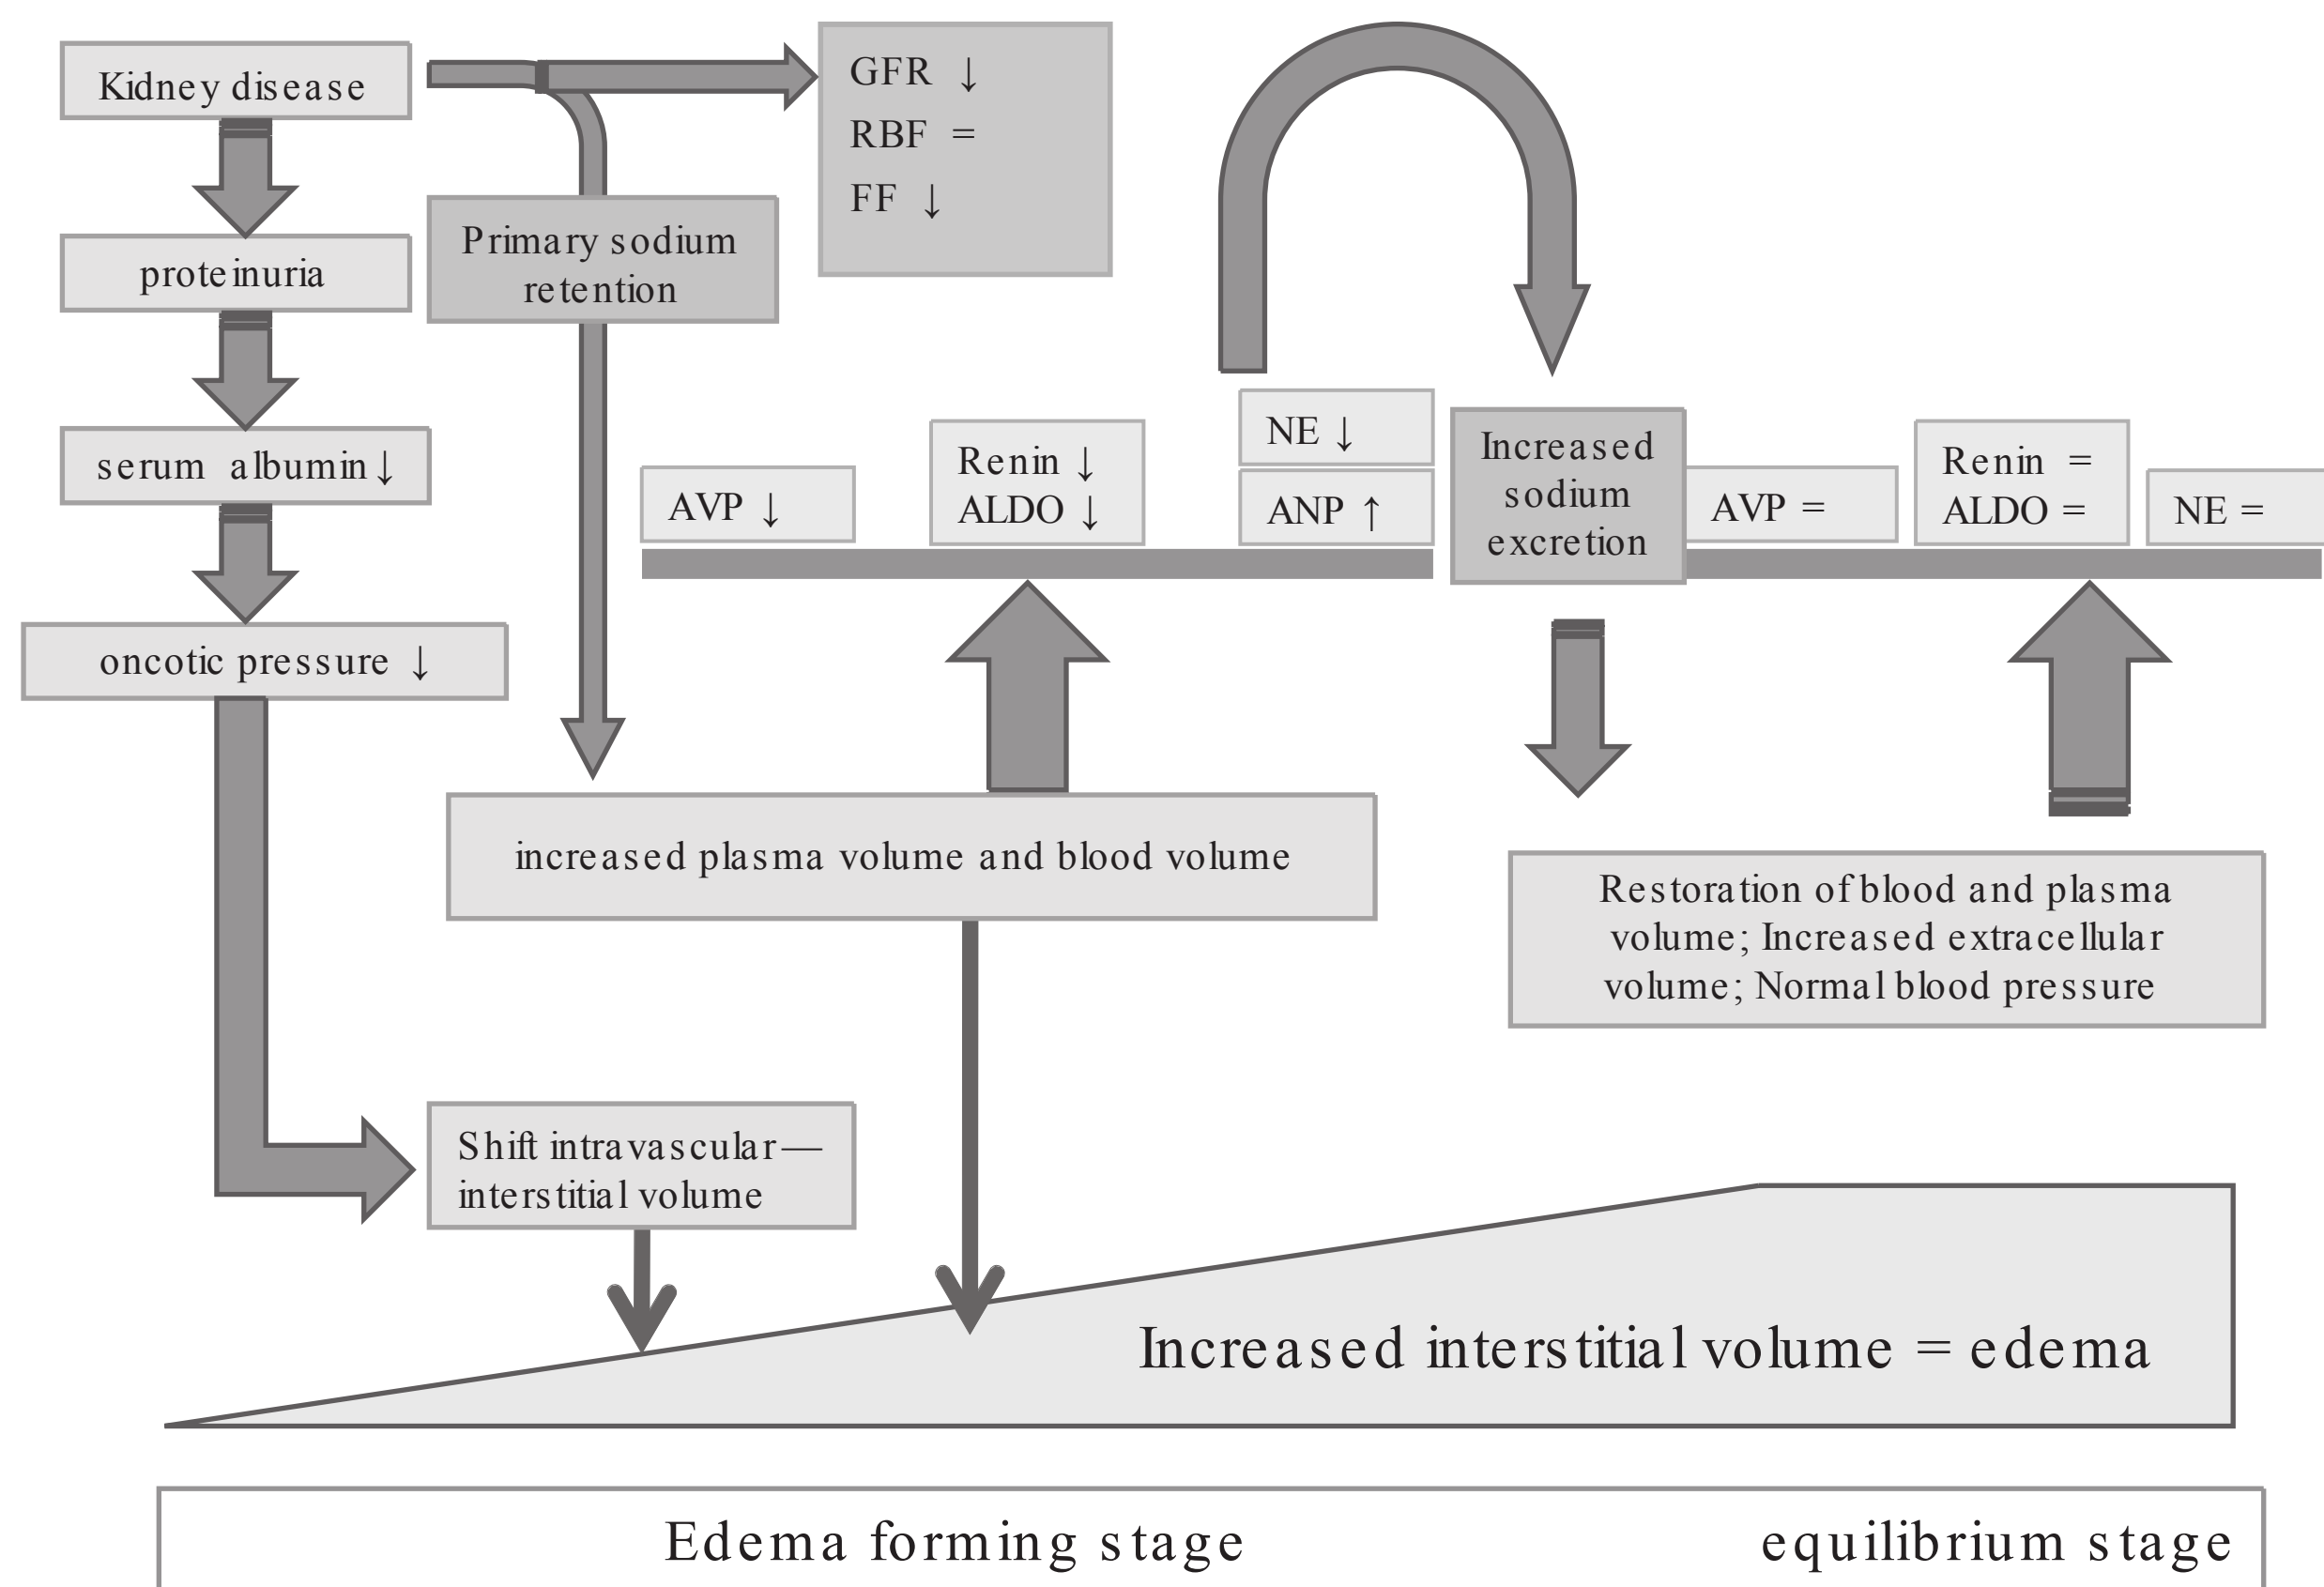 Kidney disease
proteinuria
serum albumin ↓
oncotic pressure ↓
Primary sodium
retention
GFR ↓
RBF =
FF ↓
AVP ↓
Renin ↓
ALDO ↓
NE ↓
ANP ↑
Increased
sodium
excretion
AVP =
Renin =
ALDO =
NE =
increased plasma volume and blood volume
Restoration of blood and plasma
volume; Increased extracellular
volume; Normal blood pressure
Shift intravascular—
interstitial volume
Increased interstitial volume = edema
Edema forming stage
equilibrium stage